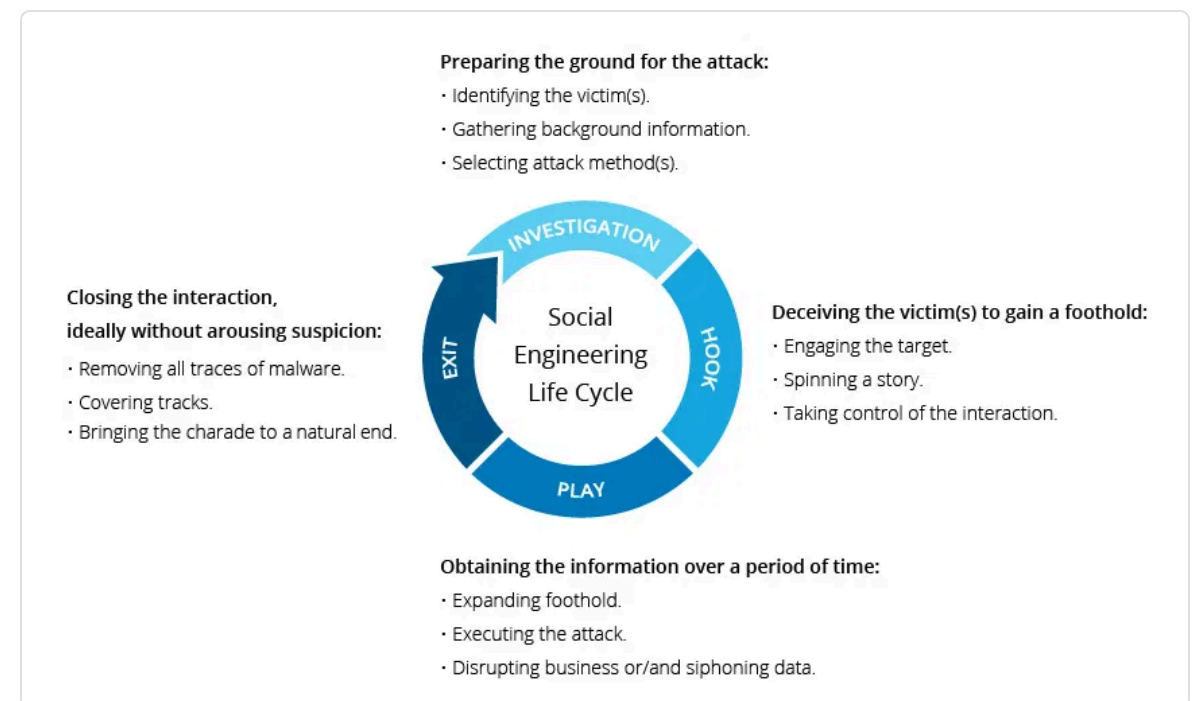 Preparing the ground for the attack:
· Identifying the victim(s).
· Gathering background information.
· Selecting attack method(s).
INVESTIGATION
HOOK
PLAY
EXIT
Social
Engineering
Life Cycle
Deceiving the victim(s) to gain a foothold:
· Engaging the target.
· Spinning a story.
· Taking control of the interaction.
Obtaining the information over a period of time:
· Expanding foothold.
· Executing the attack.
· Disrupting business or/and siphoning data.
Closing the interaction,
ideally without arousing suspicion:
· Removing all traces of malware.
· Covering tracks.
· Bringing the charade to a natural end.